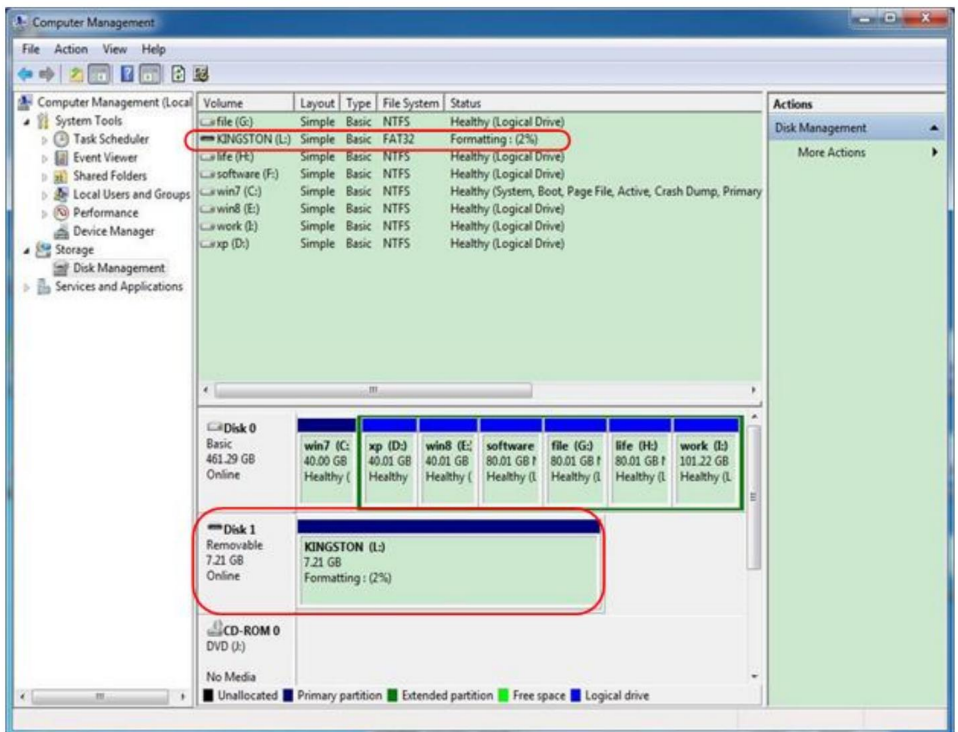 Computer Management
File Action View Help
Computer Management (Local
System Tools
Task Scheduler
Event Viewer
Shared Folders
Local Users and Groups
Performance
Device Manager
Storage
Disk Management
Services and Applications
Volume Layout Type File System Status
file (G:) Simple Basic NTFS Healthy (Logical Drive)
KINGSTON (L:) Simple Basic FAT32 Formatting : (2%)
life (H:) Simple Basic NTFS Healthy (Logical Drive)
software (F:) Simple Basic NTFS Healthy (Logical Drive)
win7 (C:) Simple Basic NTFS Healthy (System, Boot, Page File, Active, Crash Dump, Primary
win8 (E:) Simple Basic NTFS Healthy (Logical Drive)
work (I:) Simple Basic NTFS Healthy (Logical Drive)
xp (D:) Simple Basic NTFS Healthy (Logical Drive)
Actions
Disk Management
More Actions
Disk 0
Basic
461.29 GB
Online
win7 (C: xp (D:) win8 (E: software file (G:) life (H:) work (I:)
40.00 GB 40.01 GB 40.01 GB 80.01 GB N 80.01 GB N 80.01 GB N 101.22 GB
Healthy ( Healthy Healthy ( Healthy (L Healthy (L Healthy (L Healthy (L
Disk 1
Removable
7.21 GB
Online
KINGSTON (L:)
7.21 GB
Formatting : (2%)
CD-ROM 0
DVD (J:)
No Media
Unallocated Primary partition Extended partition Free space Logical drive